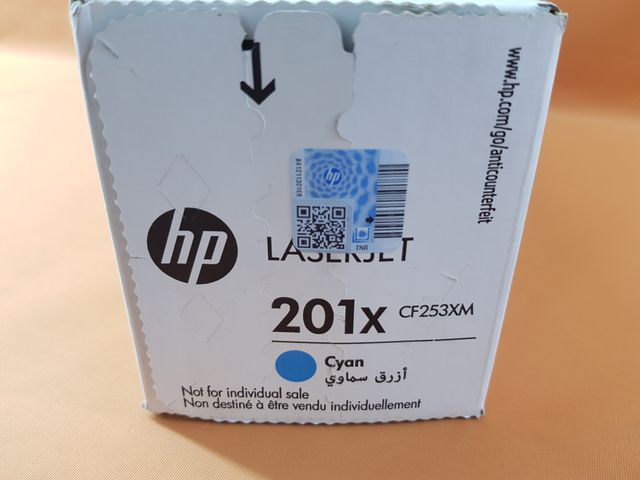 www.hp.com/go/anticounterfeit
hp
hp
LASERJET
201x CF253XM
Cyan
أزرق سماوي
Not for individual sale
Non destiné à être vendu individuellement